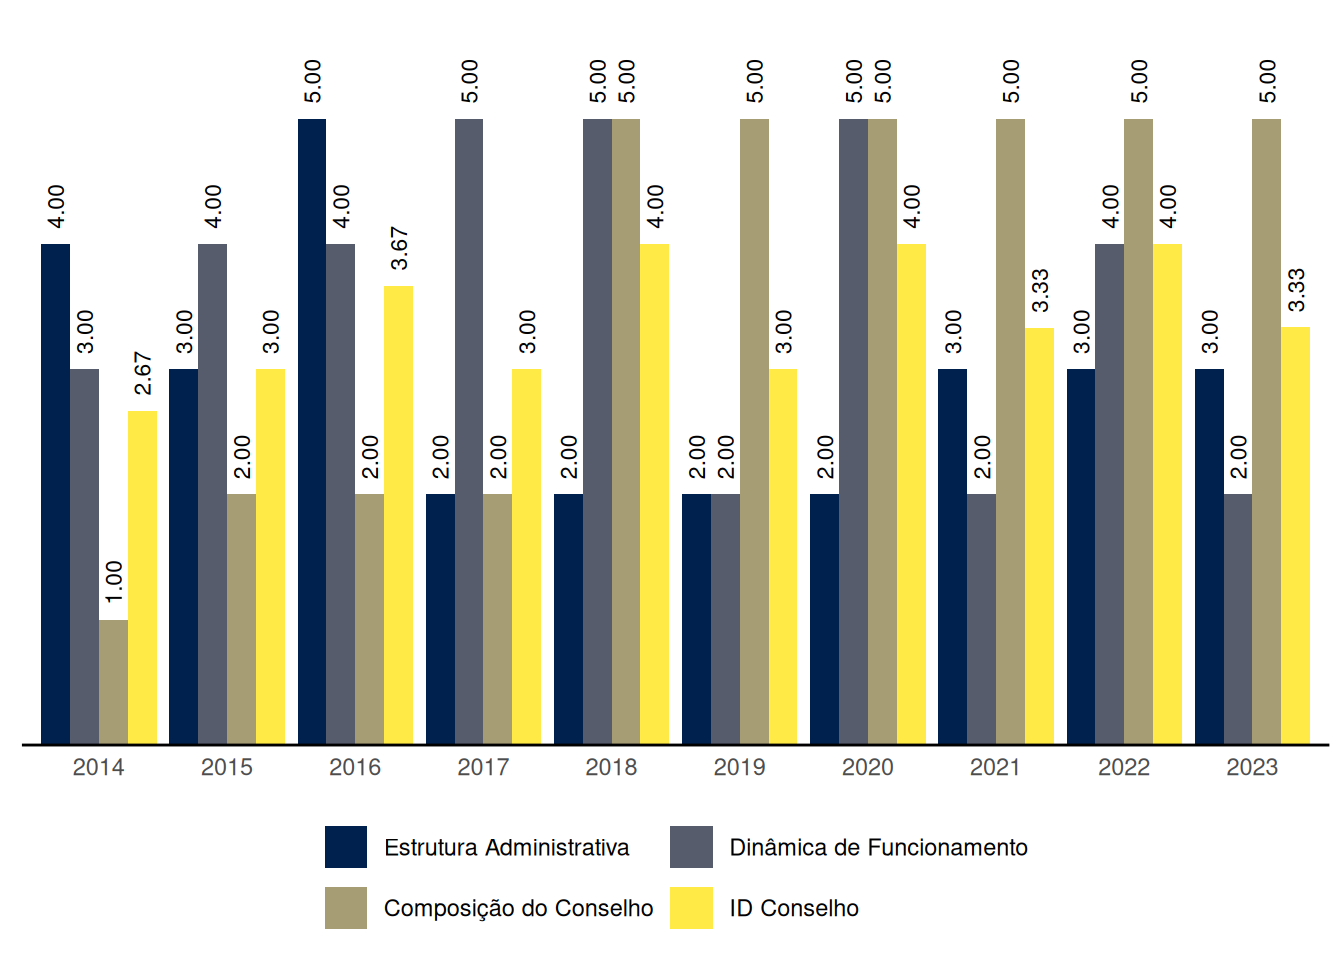 5.00 5.00 5.00 5.00 5.00 5.00 5.00 5.00 5.00 5.00
4.00 4.00 4.00 4.00 4.00 4.00 4.00
3.67
3.00 3.00 3.00 3.00 3.00 3.33 3.00 3.00 3.00 3.33
2.67
2.00 2.00 2.00 2.00 2.00 2.00 2.00 2.00 2.00 2.00
1.00
2014 2015 2016 2017 2018 2019 2020 2021 2022 2023
Estrutura Administrativa Dinâmica de Funcionamento
Composição do Conselho ID Conselho